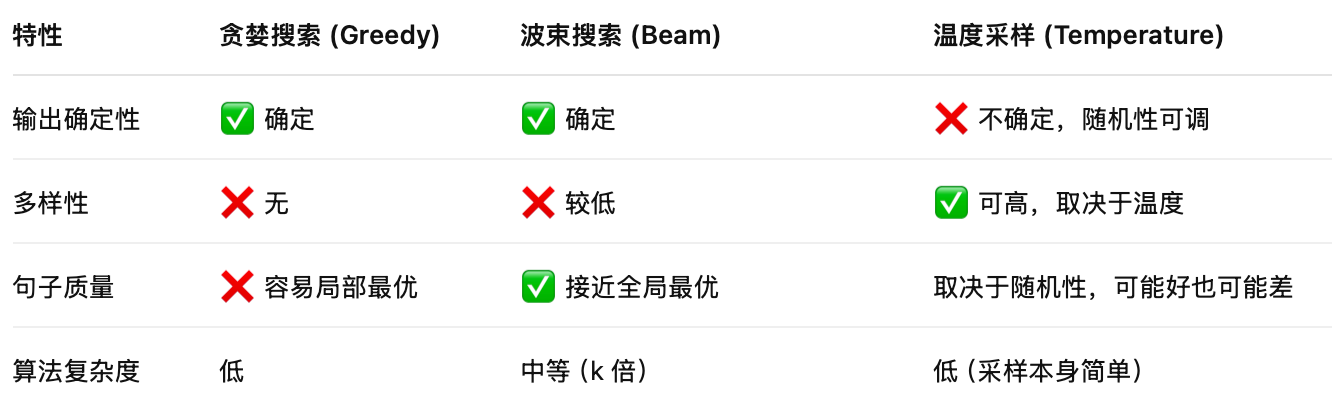 特性 贪婪搜索 (Greedy) 波束搜索 (Beam) 温度采样 (Temperature)
输出确定性 ✅ 确定 ✅ 确定 ❌ 不确定，随机性可调
多样性 ❌ 无 ❌ 较低 ✅ 可高，取决于温度
句子质量 ❌ 容易局部最优 ✅ 接近全局最优 取决于随机性，可能好也可能差
算法复杂度 低 中等（k 倍） 低（采样本身简单）